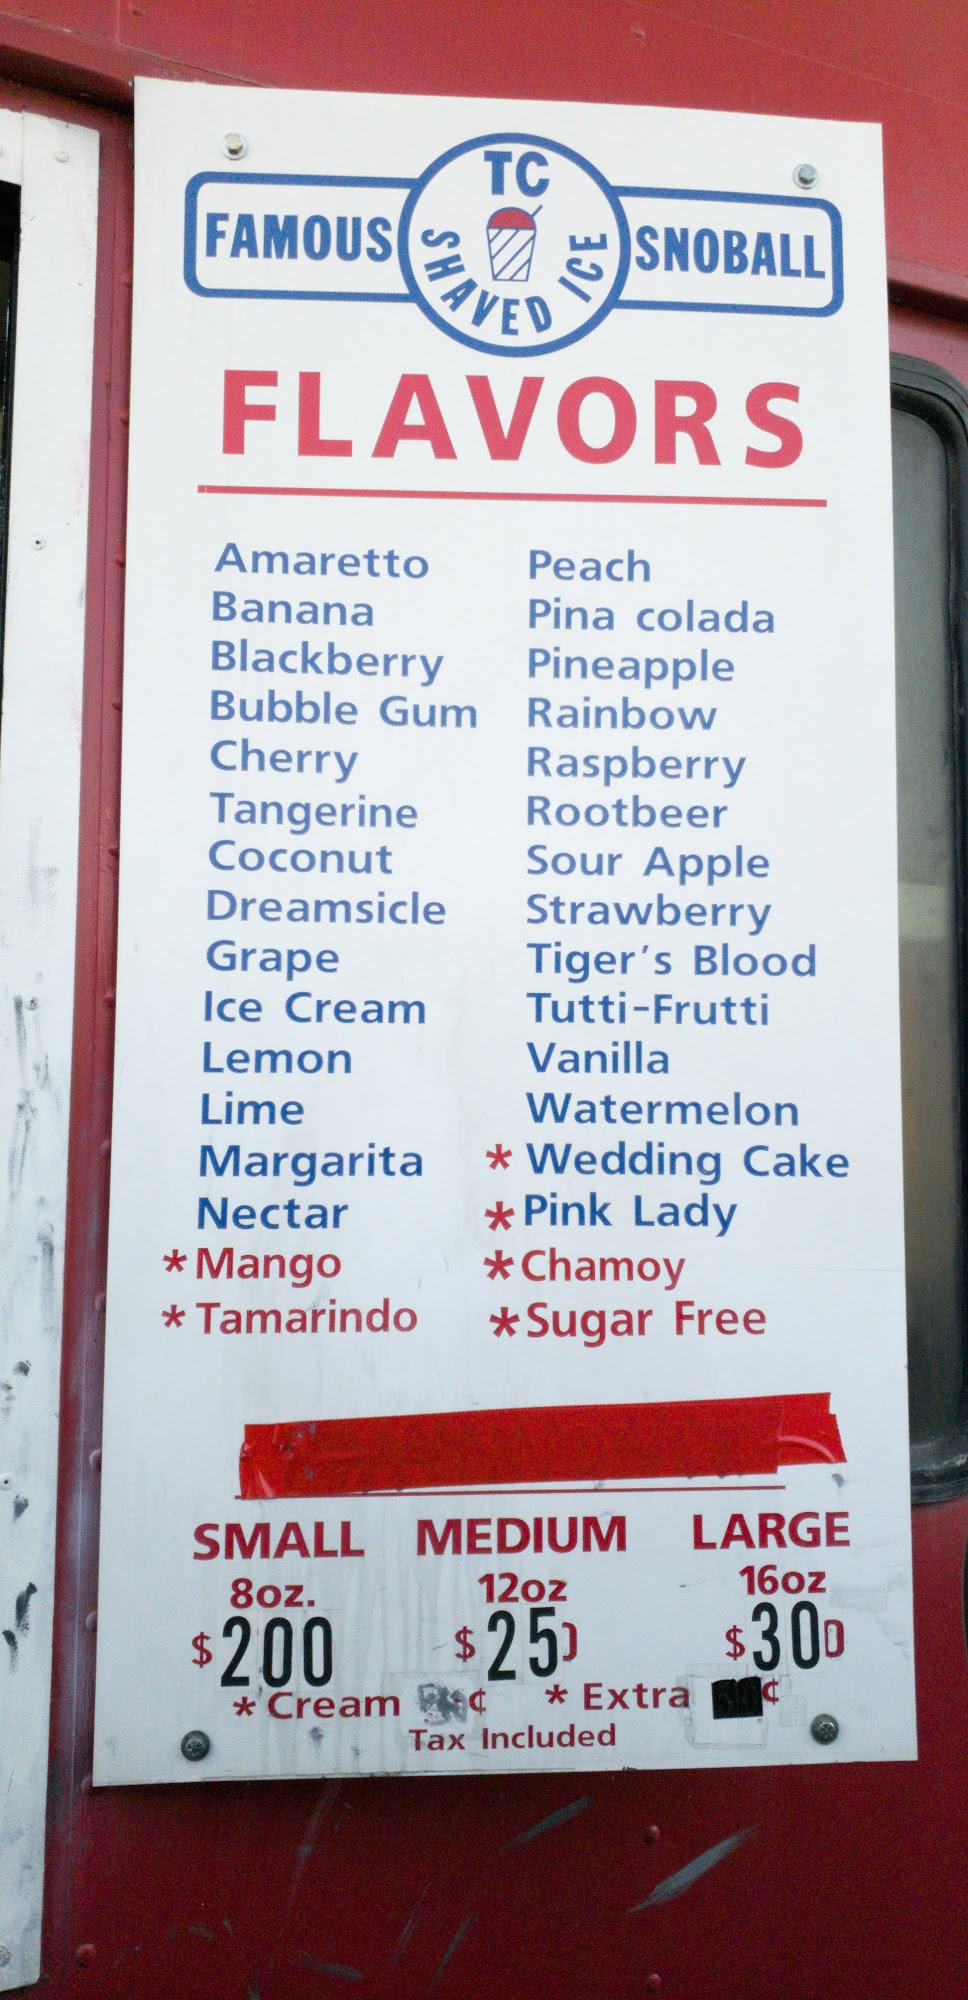 TC
FAMOUS
SNOBALL
SHAVED ICE
FLAVORS
Amaretto
Banana
Blackberry
Bubble Gum
Cherry
Tangerine
Coconut
Dreamsicle
Grape
Ice Cream
Lemon
Lime
Margarita
Nectar
* Mango
* Tamarindo
Peach
Pina colada
Pineapple
Rainbow
Raspberry
Rootbeer
Sour Apple
Strawberry
Tiger's Blood
Tutti-Frutti
Vanilla
Watermelon
* Wedding Cake
* Pink Lady
* Chamoy
* Sugar Free
SMALL MEDIUM LARGE
8oz. 12oz 16oz
$200 $250 $300
* Cream ¢ * Extra ¢
Tax Included